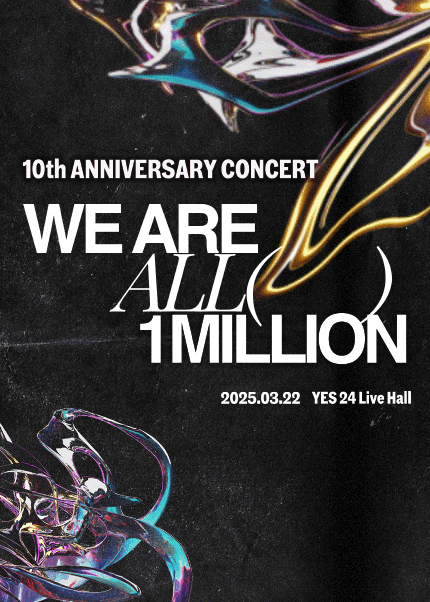 10th ANNIVERSARY CONCERT
WE ARE
ALL( )
1MILLION
2025.03.22 YES 24 Live Hall